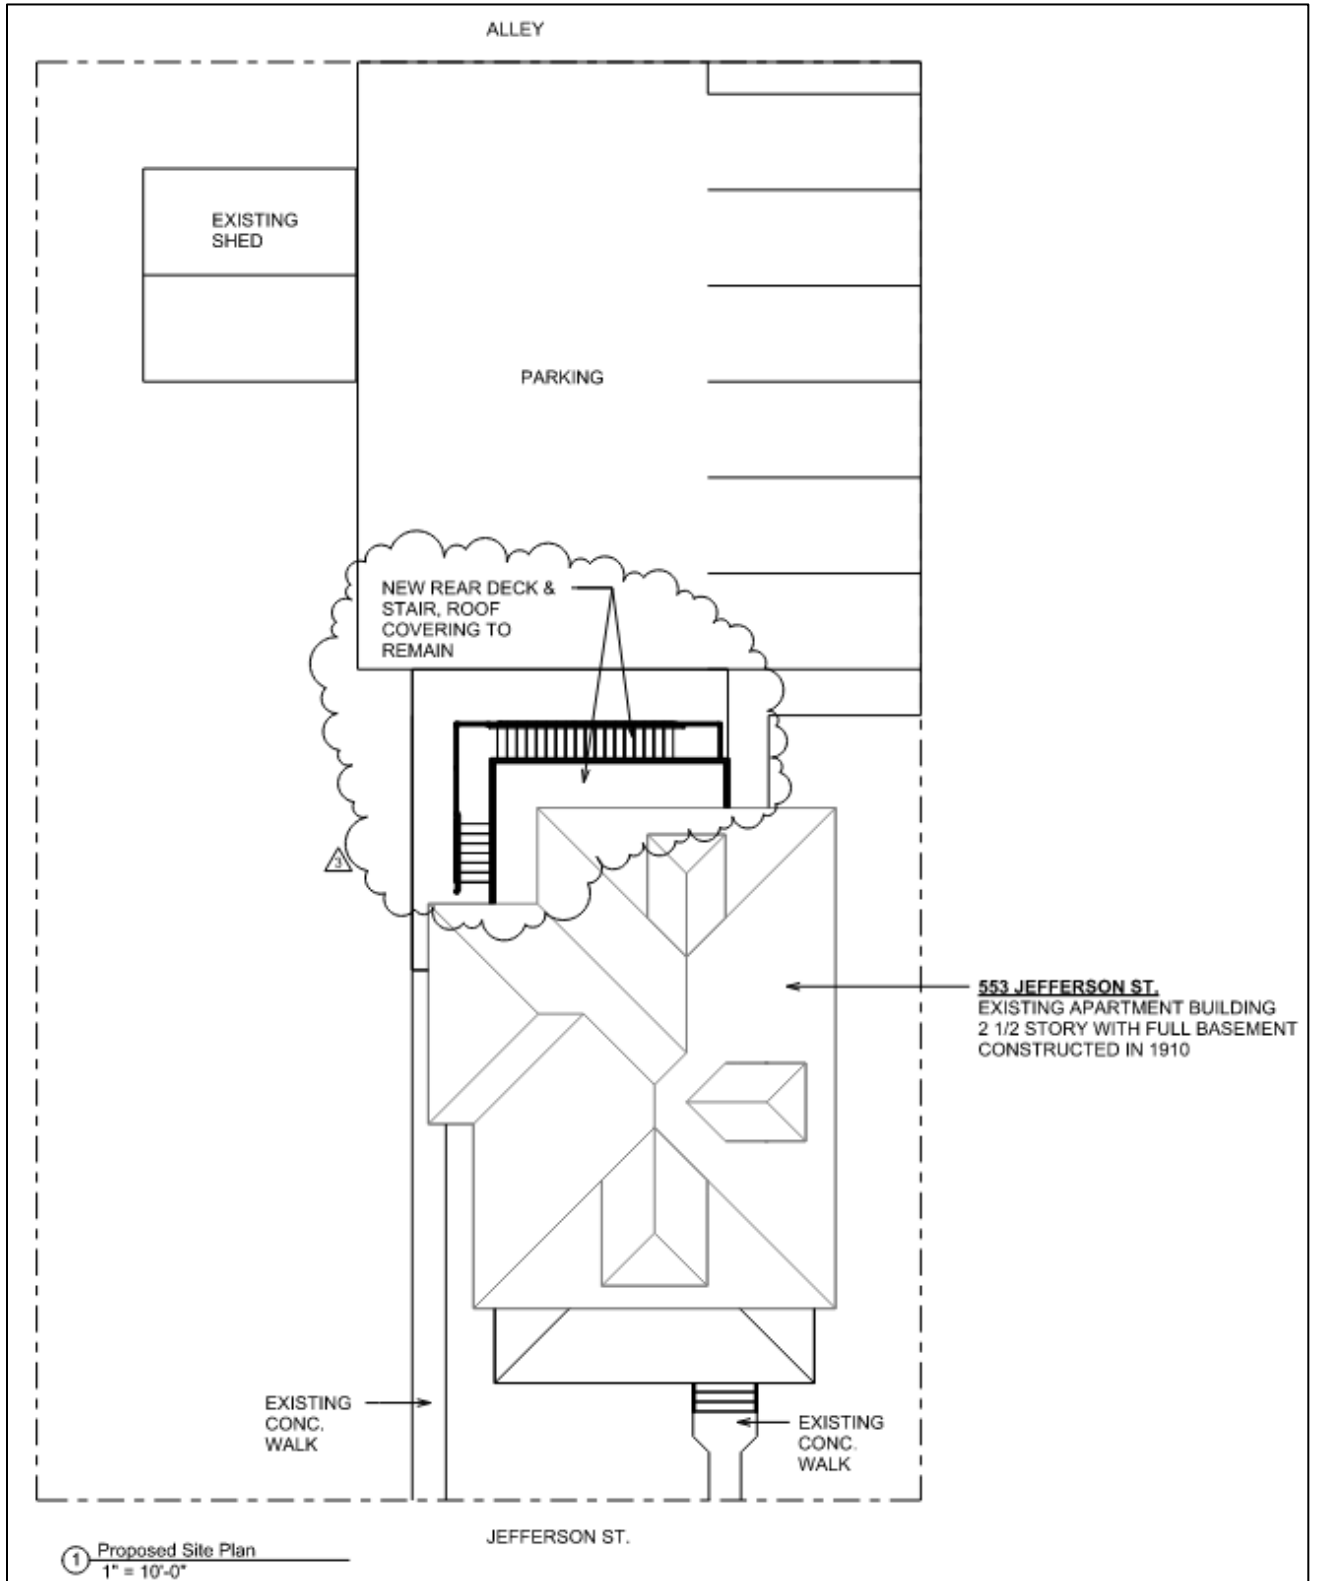 ALLEY
EXISTING
SHED
PARKING
NEW REAR DECK &
STAIR, ROOF
COVERING TO
REMAIN
3
553 JEFFERSON ST.
EXISTING APARTMENT BUILDING
2 1/2 STORY WITH FULL BASEMENT
CONSTRUCTED IN 1910
EXISTING
CONC.
WALK
EXISTING
CONC.
WALK
JEFFERSON ST.
1 Proposed Site Plan
1" = 10'-0"